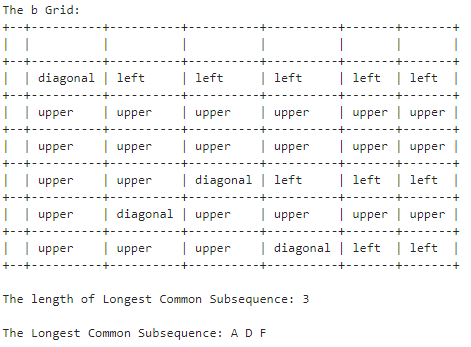 The b Grid:
+--+----------+----------+----------+----------+-------+-------+
|  |          |          |          |          |       |       |
+--+----------+----------+----------+----------+-------+-------+
|  | diagonal | left     | left     | left     | left  | left  |
+--+----------+----------+----------+----------+-------+-------+
|  | upper    | upper    | upper    | upper    | upper | upper |
+--+----------+----------+----------+----------+-------+-------+
|  | upper    | upper    | upper    | upper    | upper | upper |
+--+----------+----------+----------+----------+-------+-------+
|  | upper    | upper    | diagonal | left     | left  | left  |
+--+----------+----------+----------+----------+-------+-------+
|  | upper    | diagonal | upper    | upper    | upper | upper |
+--+----------+----------+----------+----------+-------+-------+
|  | upper    | upper    | upper    | diagonal | left  | left  |
+--+----------+----------+----------+----------+-------+-------+
The length of Longest Common Subsequence: 3
The Longest Common Subsequence: A D F